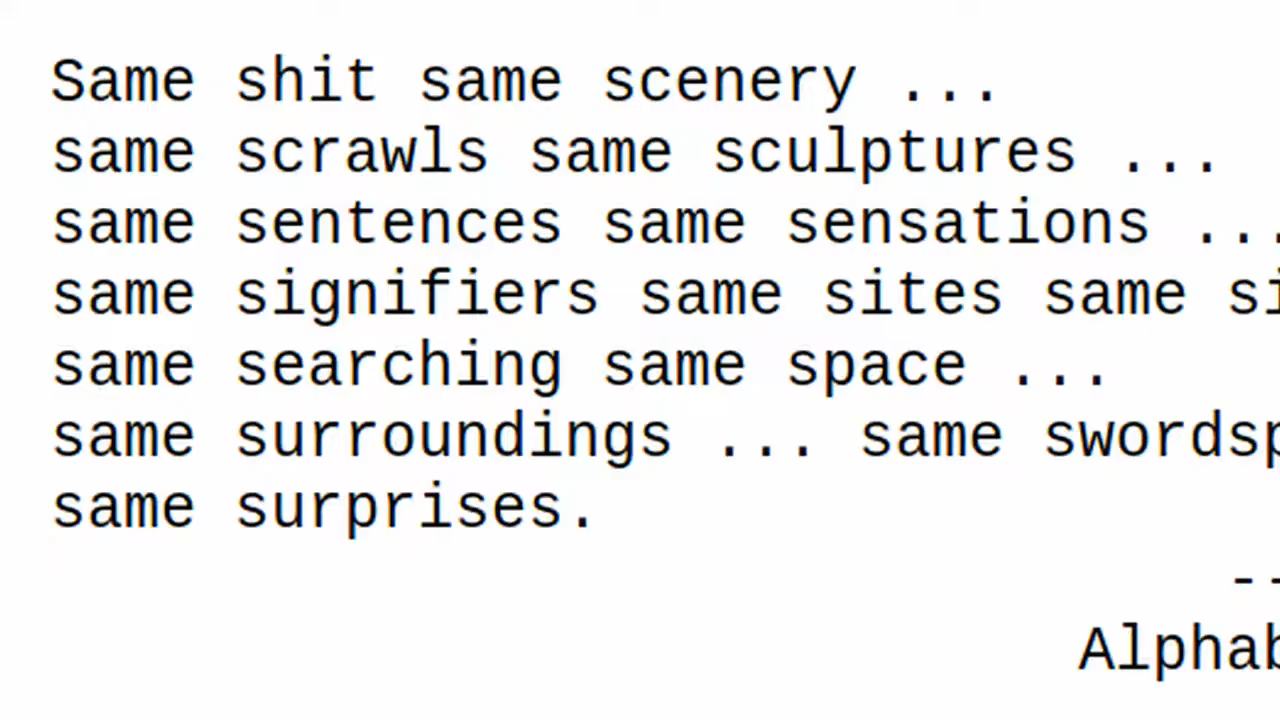 Same shit same scenery ...
same scrawls same sculptures ...
same sentences same sensations ...
same signifiers same sites same
same searching same space ...
same surroundings ... same
same surprises.
--